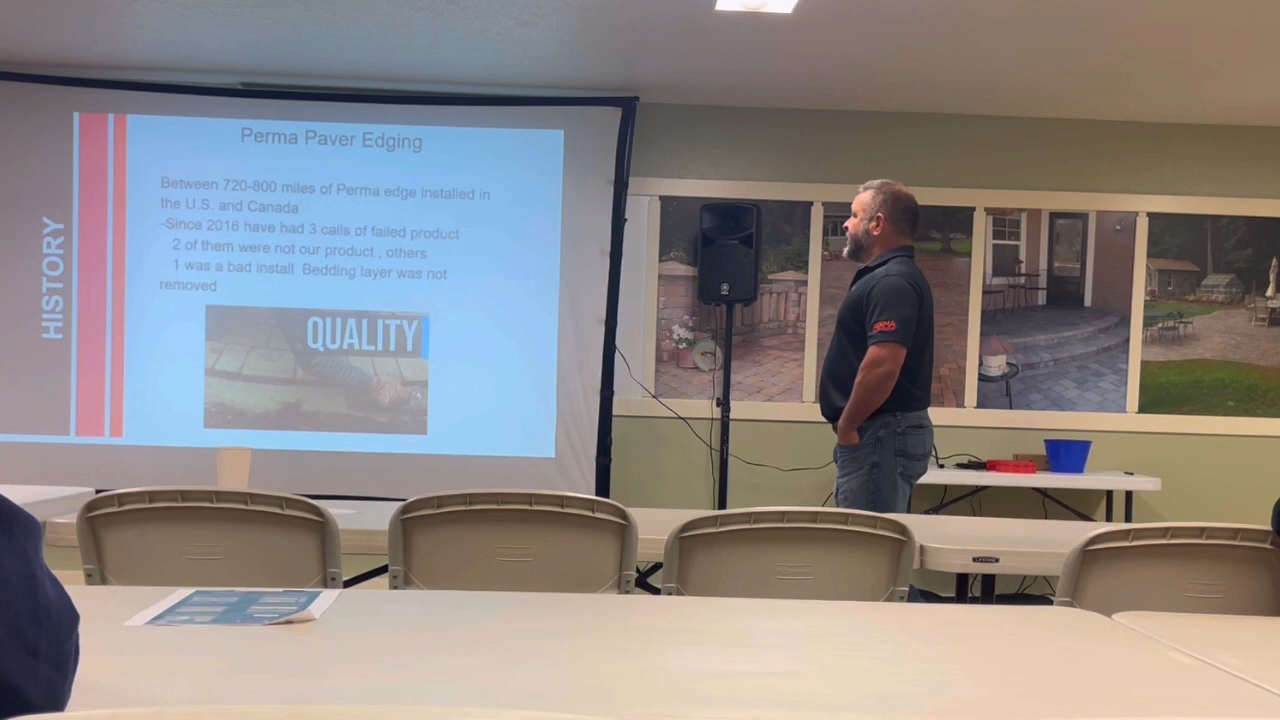 Perma Paver Edging
HISTORY
Between 720-800 miles of Perma edge installed in
the U.S. and Canada
-Since 2016 have had 3 calls of failed product
2 of them were not our product , others
1 was a bad install Bedding layer was not
removed
QUALITY
LIFETIME